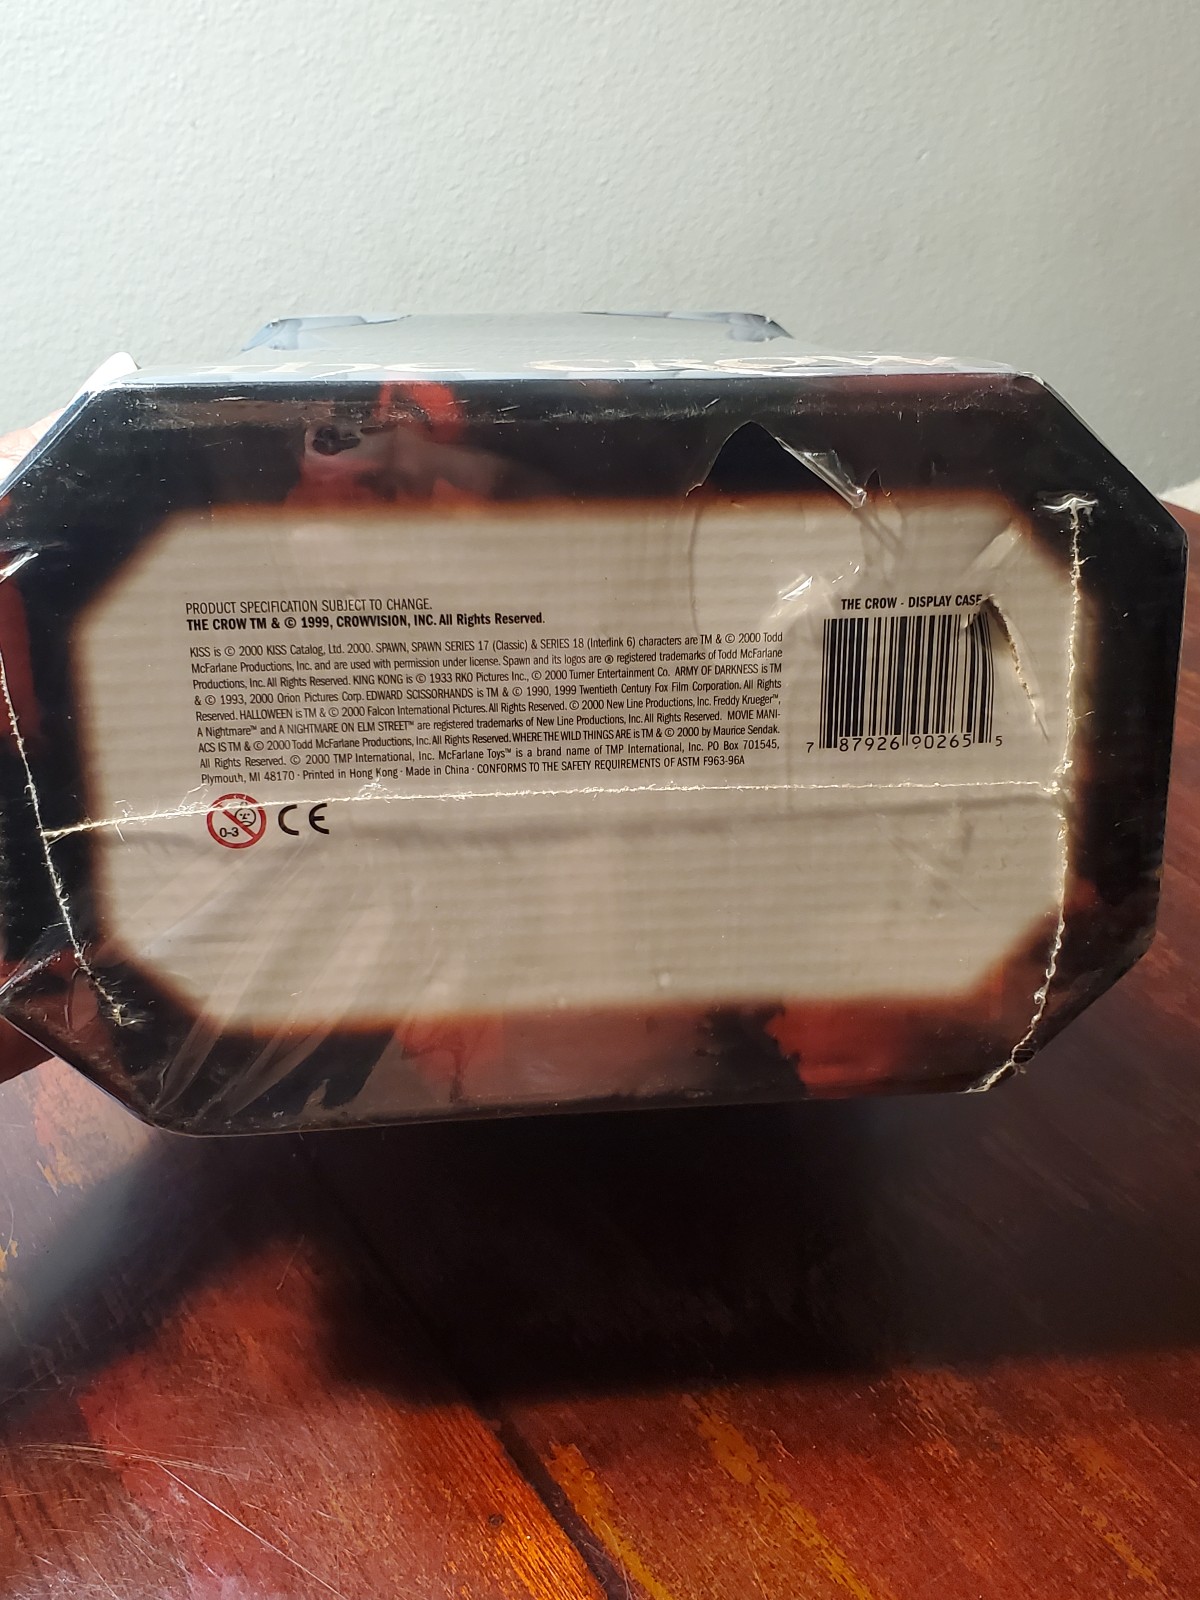 THE CROW
PRODUCT SPECIFICATION SUBJECT TO CHANGE.
THE CROW TM & © 1999, CROWVISION, INC. All Rights Reserved.
KISS is © 2000 KISS Catalog, Ltd. 2000. SPAWN, SPAWN SERIES 17 (Classic) & SERIES 18 (Interlink 6) characters are TM & © 2000 Todd
McFarlane Productions, Inc. and are used with permission under license. Spawn and its logos are ® registered trademarks of Todd McFarlane
Productions, Inc. All Rights Reserved. KING KONG is © 1933 RKO Pictures Inc., © 2000 Turner Entertainment Co. ARMY OF DARKNESS is TM
& © 1993, 2000 Orion Pictures Corp. EDWARD SCISSORHANDS is TM & © 1990, 1999 Twentieth Century Fox Film Corporation. All Rights
Reserved. HALLOWEEN is TM & © 2000 Falcon International Pictures. All Rights Reserved. © 2000 New Line Productions, Inc. Freddy Krueger™,
A Nightmare™ and A NIGHTMARE ON ELM STREET™ are registered trademarks of New Line Productions, Inc. All Rights Reserved. MOVIE MANI-
ACS IS TM & © 2000 Todd McFarlane Productions, Inc. All Rights Reserved. WHERE THE WILD THINGS ARE is TM & © 2000 by Maurice Sendak.
All Rights Reserved. © 2000 TMP International, Inc. McFarlane Toys™ is a brand name of TMP International, Inc. PO Box 701545,
Plymouth, MI 48170 · Printed in Hong Kong · Made in China · CONFORMS TO THE SAFETY REQUIREMENTS OF ASTM F963-96A
0-3 CE
THE CROW - DISPLAY CASE
7 87926 90265 5